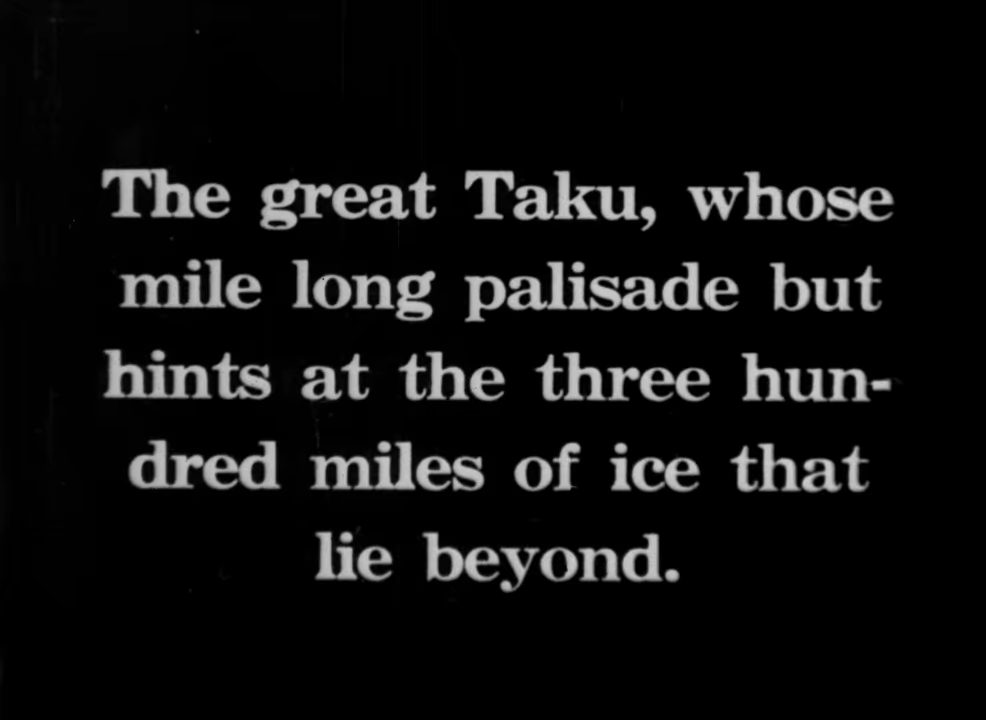 The great Taku, whose
mile long palisade but
hints at the three hun-
dred miles of ice that
lie beyond.